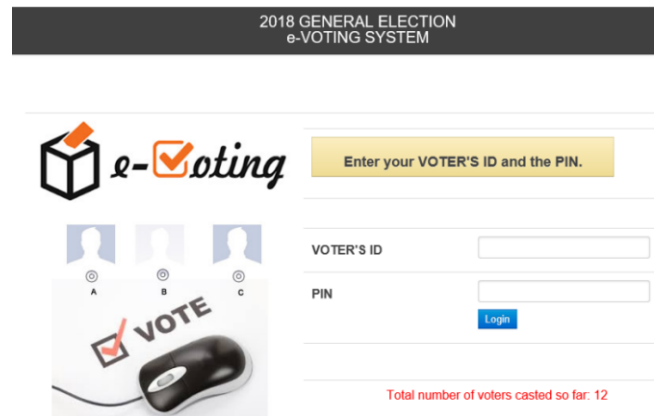 2018 GENERAL ELECTION
e-VOTING SYSTEM
e-Voting
Enter your VOTER'S ID and the PIN.
A B C
VOTER'S ID
PIN
Login
VOTE
Total number of voters casted so far: 12